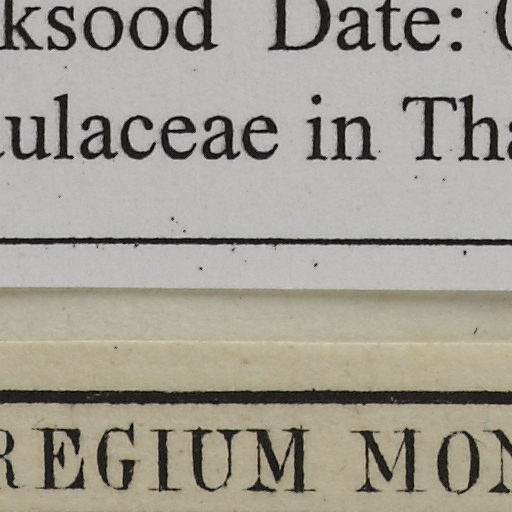 ksood Date:
ulaceae in Tha
REGIUM MON